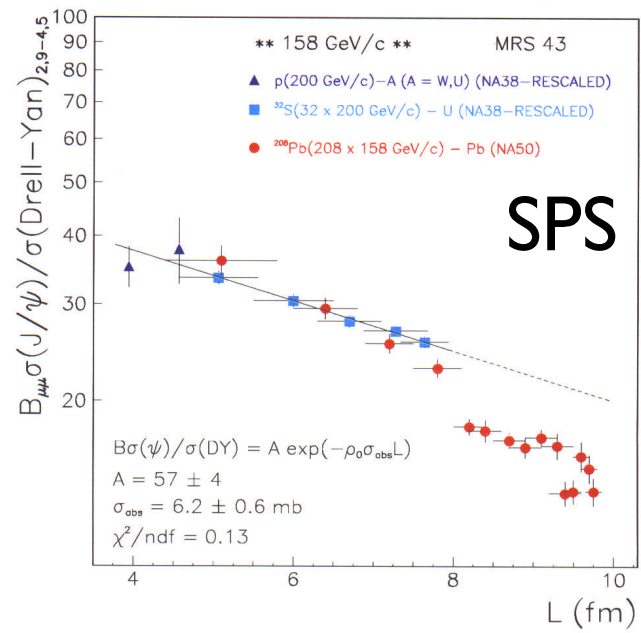 B_μμσ(J/ψ)/σ(Drell−Yan)_2,9−4,5
100
90
80
70
60
50
40
30
20
** 158 GeV/c **
MRS 43
p(200 GeV/c)−A (A = W,U) (NA38−RESCALED)
³²S(32 x 200 GeV/c) − U (NA38−RESCALED)
²⁰⁸Pb(208 x 158 GeV/c) − Pb (NA50)
SPS
Bσ(ψ)/σ(DY) = A exp(−ρ₀σ_absL)
A = 57 ± 4
σ_abs = 6.2 ± 0.6 mb
χ²/ndf = 0.13
4
6
8
10
L (fm)